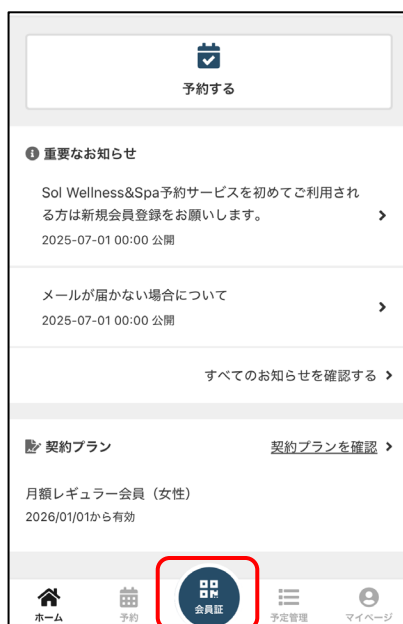 予約する
重要なお知らせ
Sol Wellness&Spa予約サービスを初めてご利用され
る方は新規会員登録をお願いします。
2025-07-01 00:00 公開
メールが届かない場合について
2025-07-01 00:00 公開
すべてのお知らせを確認する
契約プラン
契約プランを確認
月額レギュラー会員（女性）
2026/01/01から有効
ホーム
予約
会員証
予定管理
マイページ